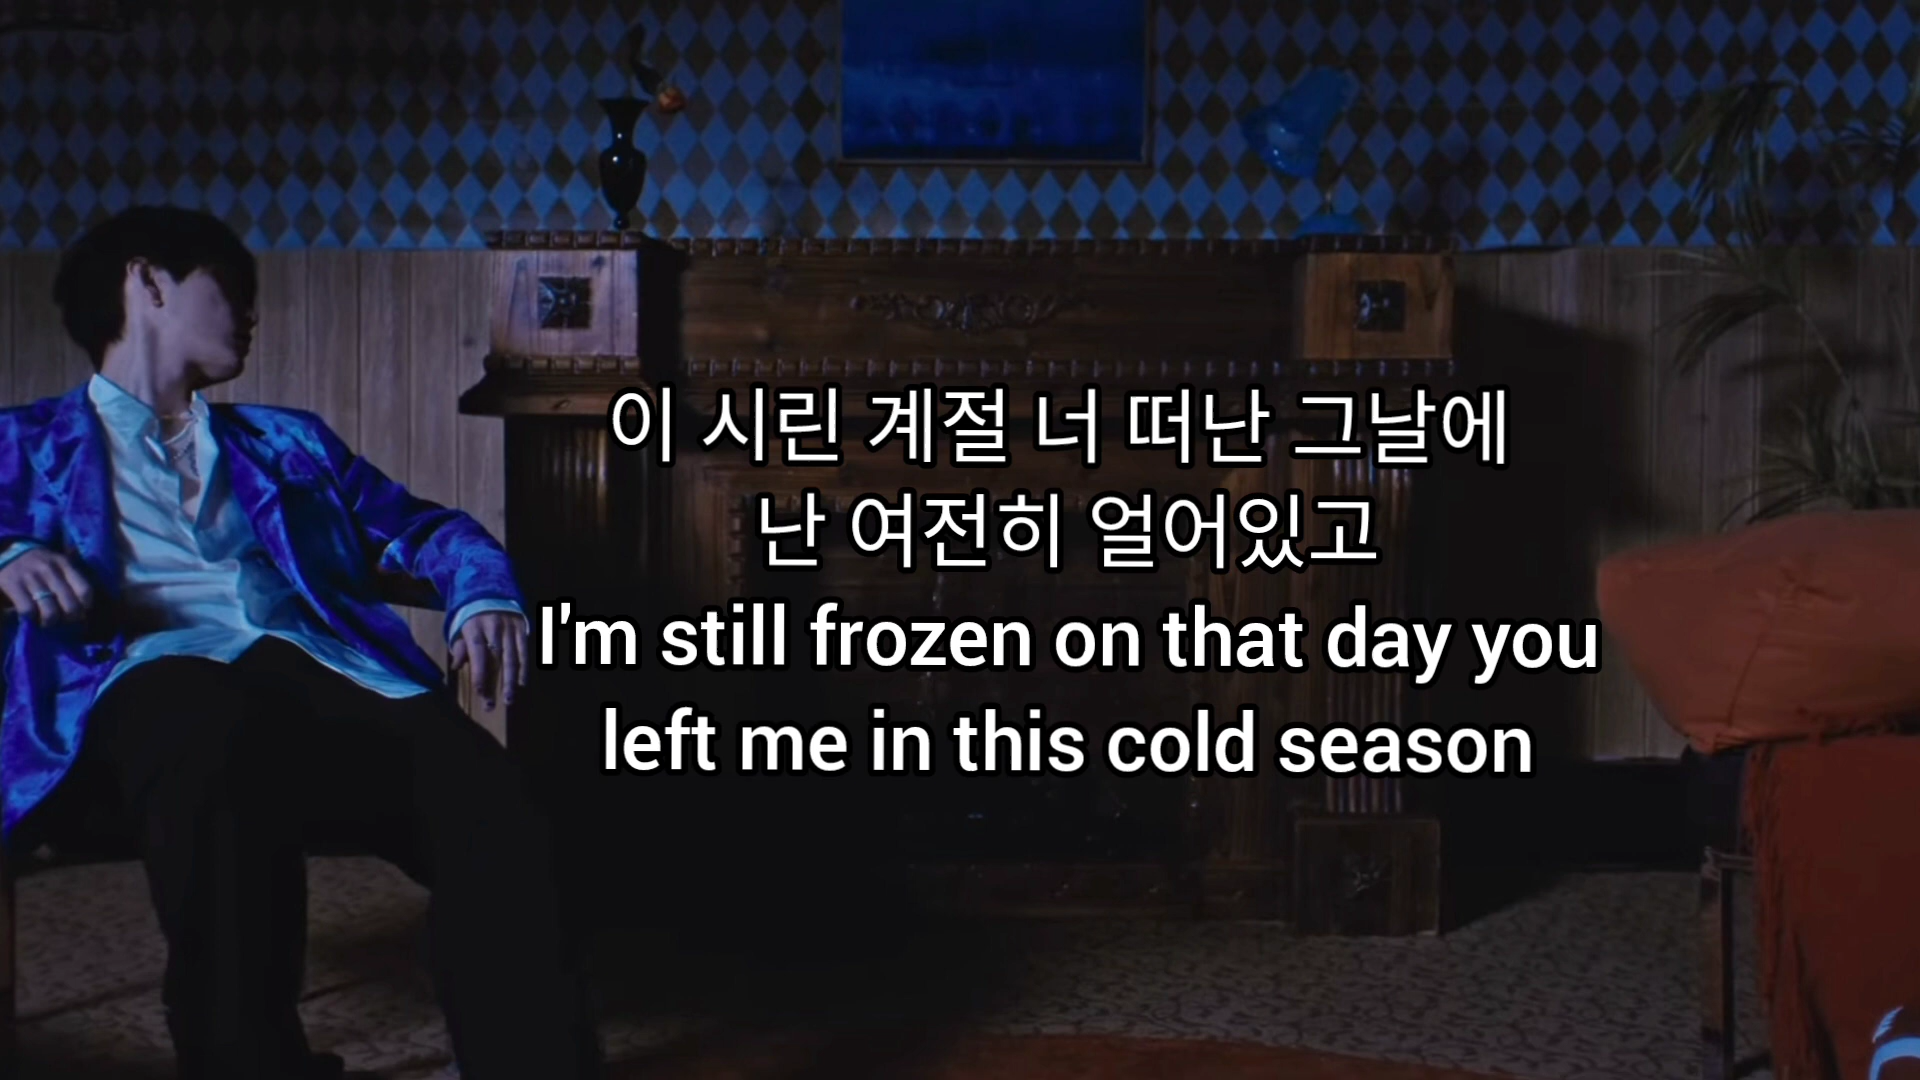 이 시린 계절 너 떠난 그날에
난 여전히 얼어있고
I'm still frozen on that day you
left me in this cold season